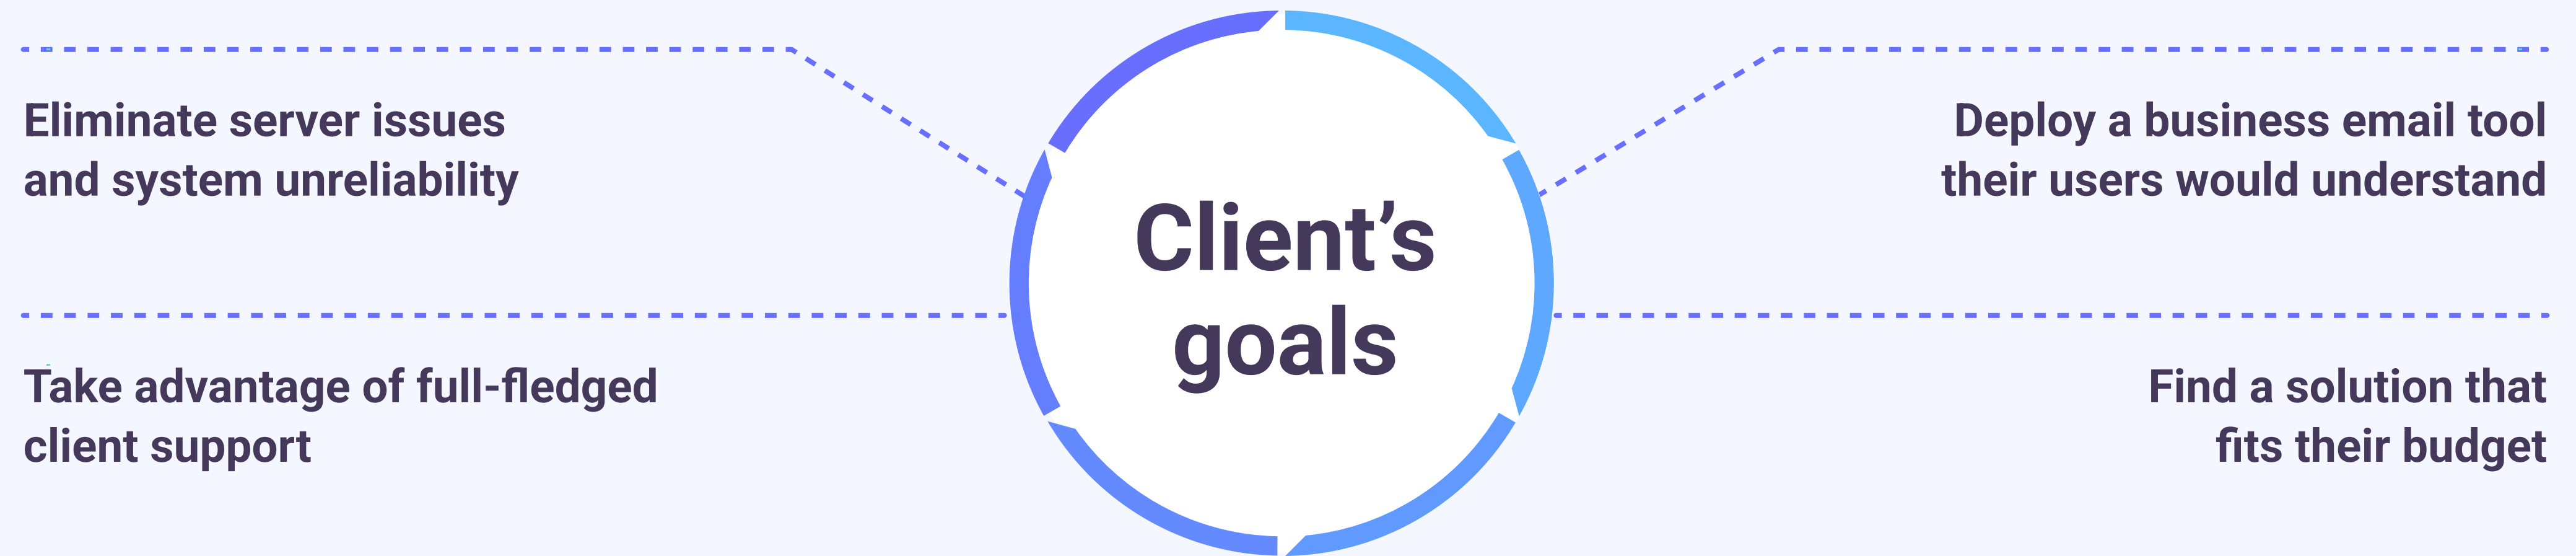 Eliminate server issues
and system unreliability
Take advantage of full-fledged
client support
Client’s
goals
Deploy a business email tool
their users would understand
Find a solution that
fits their budget